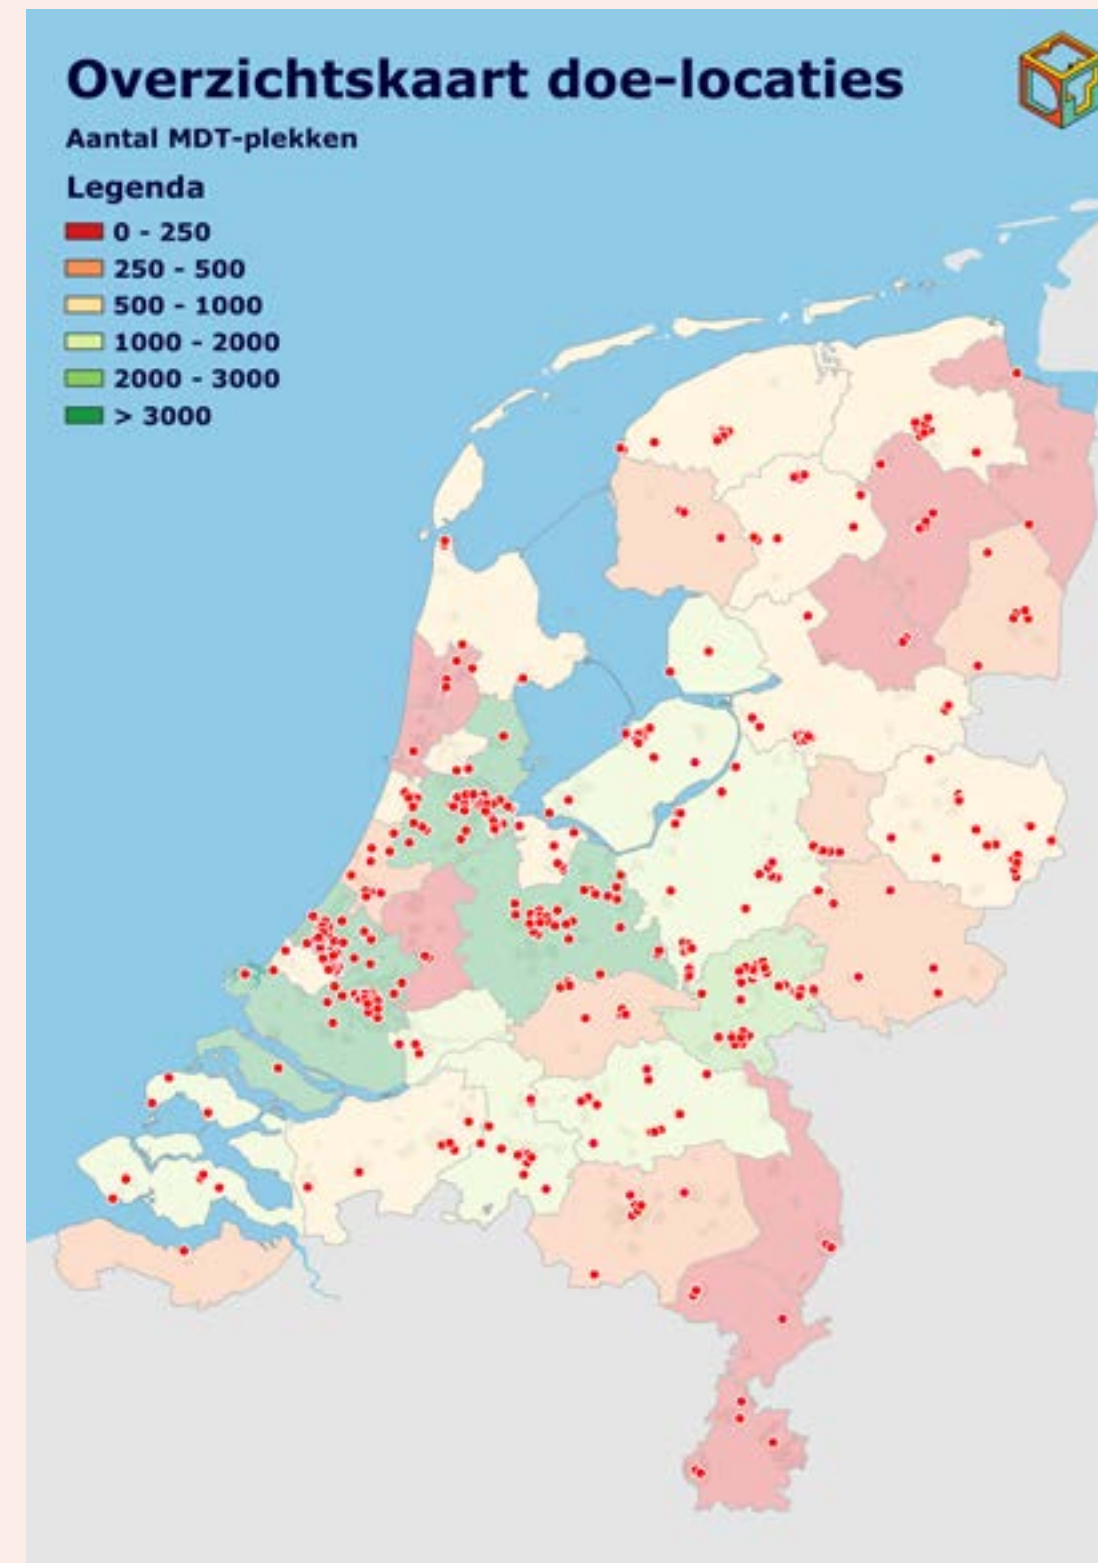 Overzichtskaart doe-locaties
Aantal MDT-plekken
Legenda
0 - 250
250 - 500
500 - 1000
1000 - 2000
2000 - 3000
> 3000